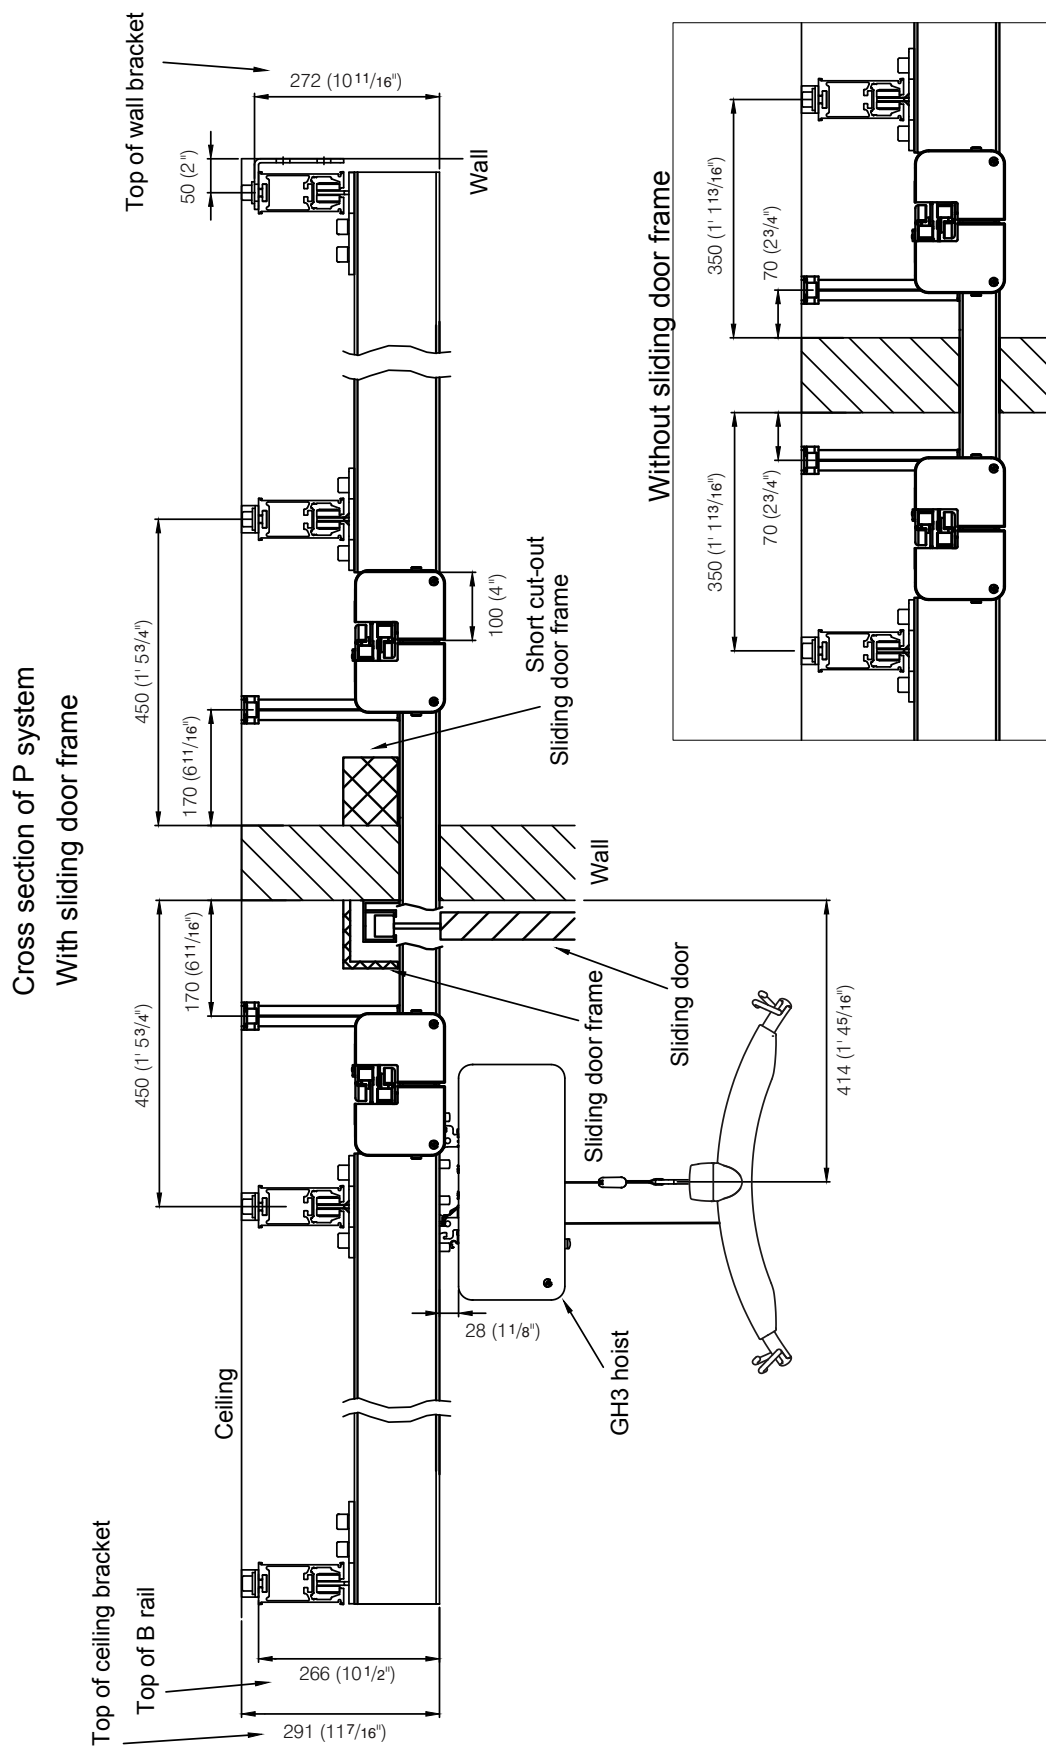 Cross section of P system
With sliding door frame
Top of ceiling bracket
Top of B rail
291 (11 7/16")
266 (10 1/2")
Ceiling
450 (1' 5 3/4")
170 (6 11/16")
450 (1' 5 3/4")
170 (6 11/16")
50 (2")
Top of wall bracket
272 (10 11/16")
Wall
100 (4")
Short cut-out
Sliding door frame
Wall
Sliding door frame
Sliding door
28 (1 1/8")
GH3 hoist
414 (1' 4 5/16")
Without sliding door frame
350 (1' 1 13/16")
70 (2 3/4")
350 (1' 1 13/16")
70 (2 3/4")